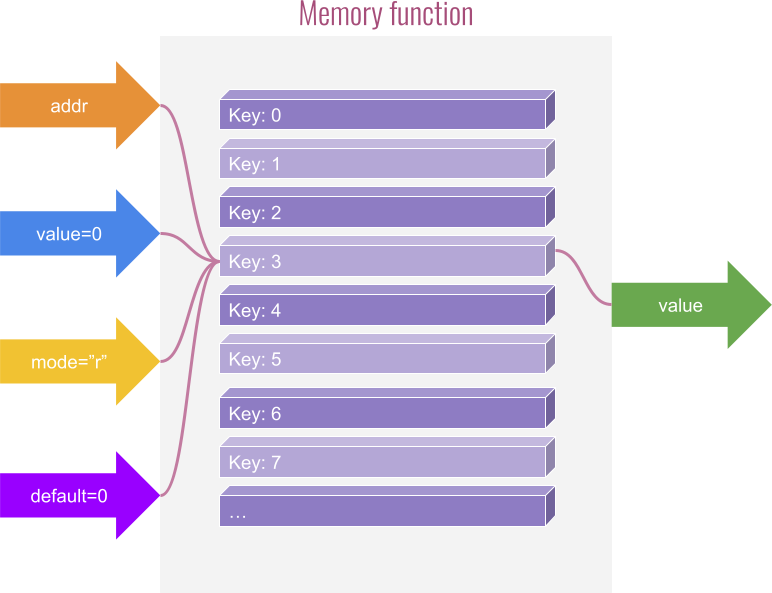 Memory function
addr
value=0
mode=”r”
default=0
Key: 0
Key: 1
Key: 2
Key: 3
Key: 4
Key: 5
Key: 6
Key: 7
…
value